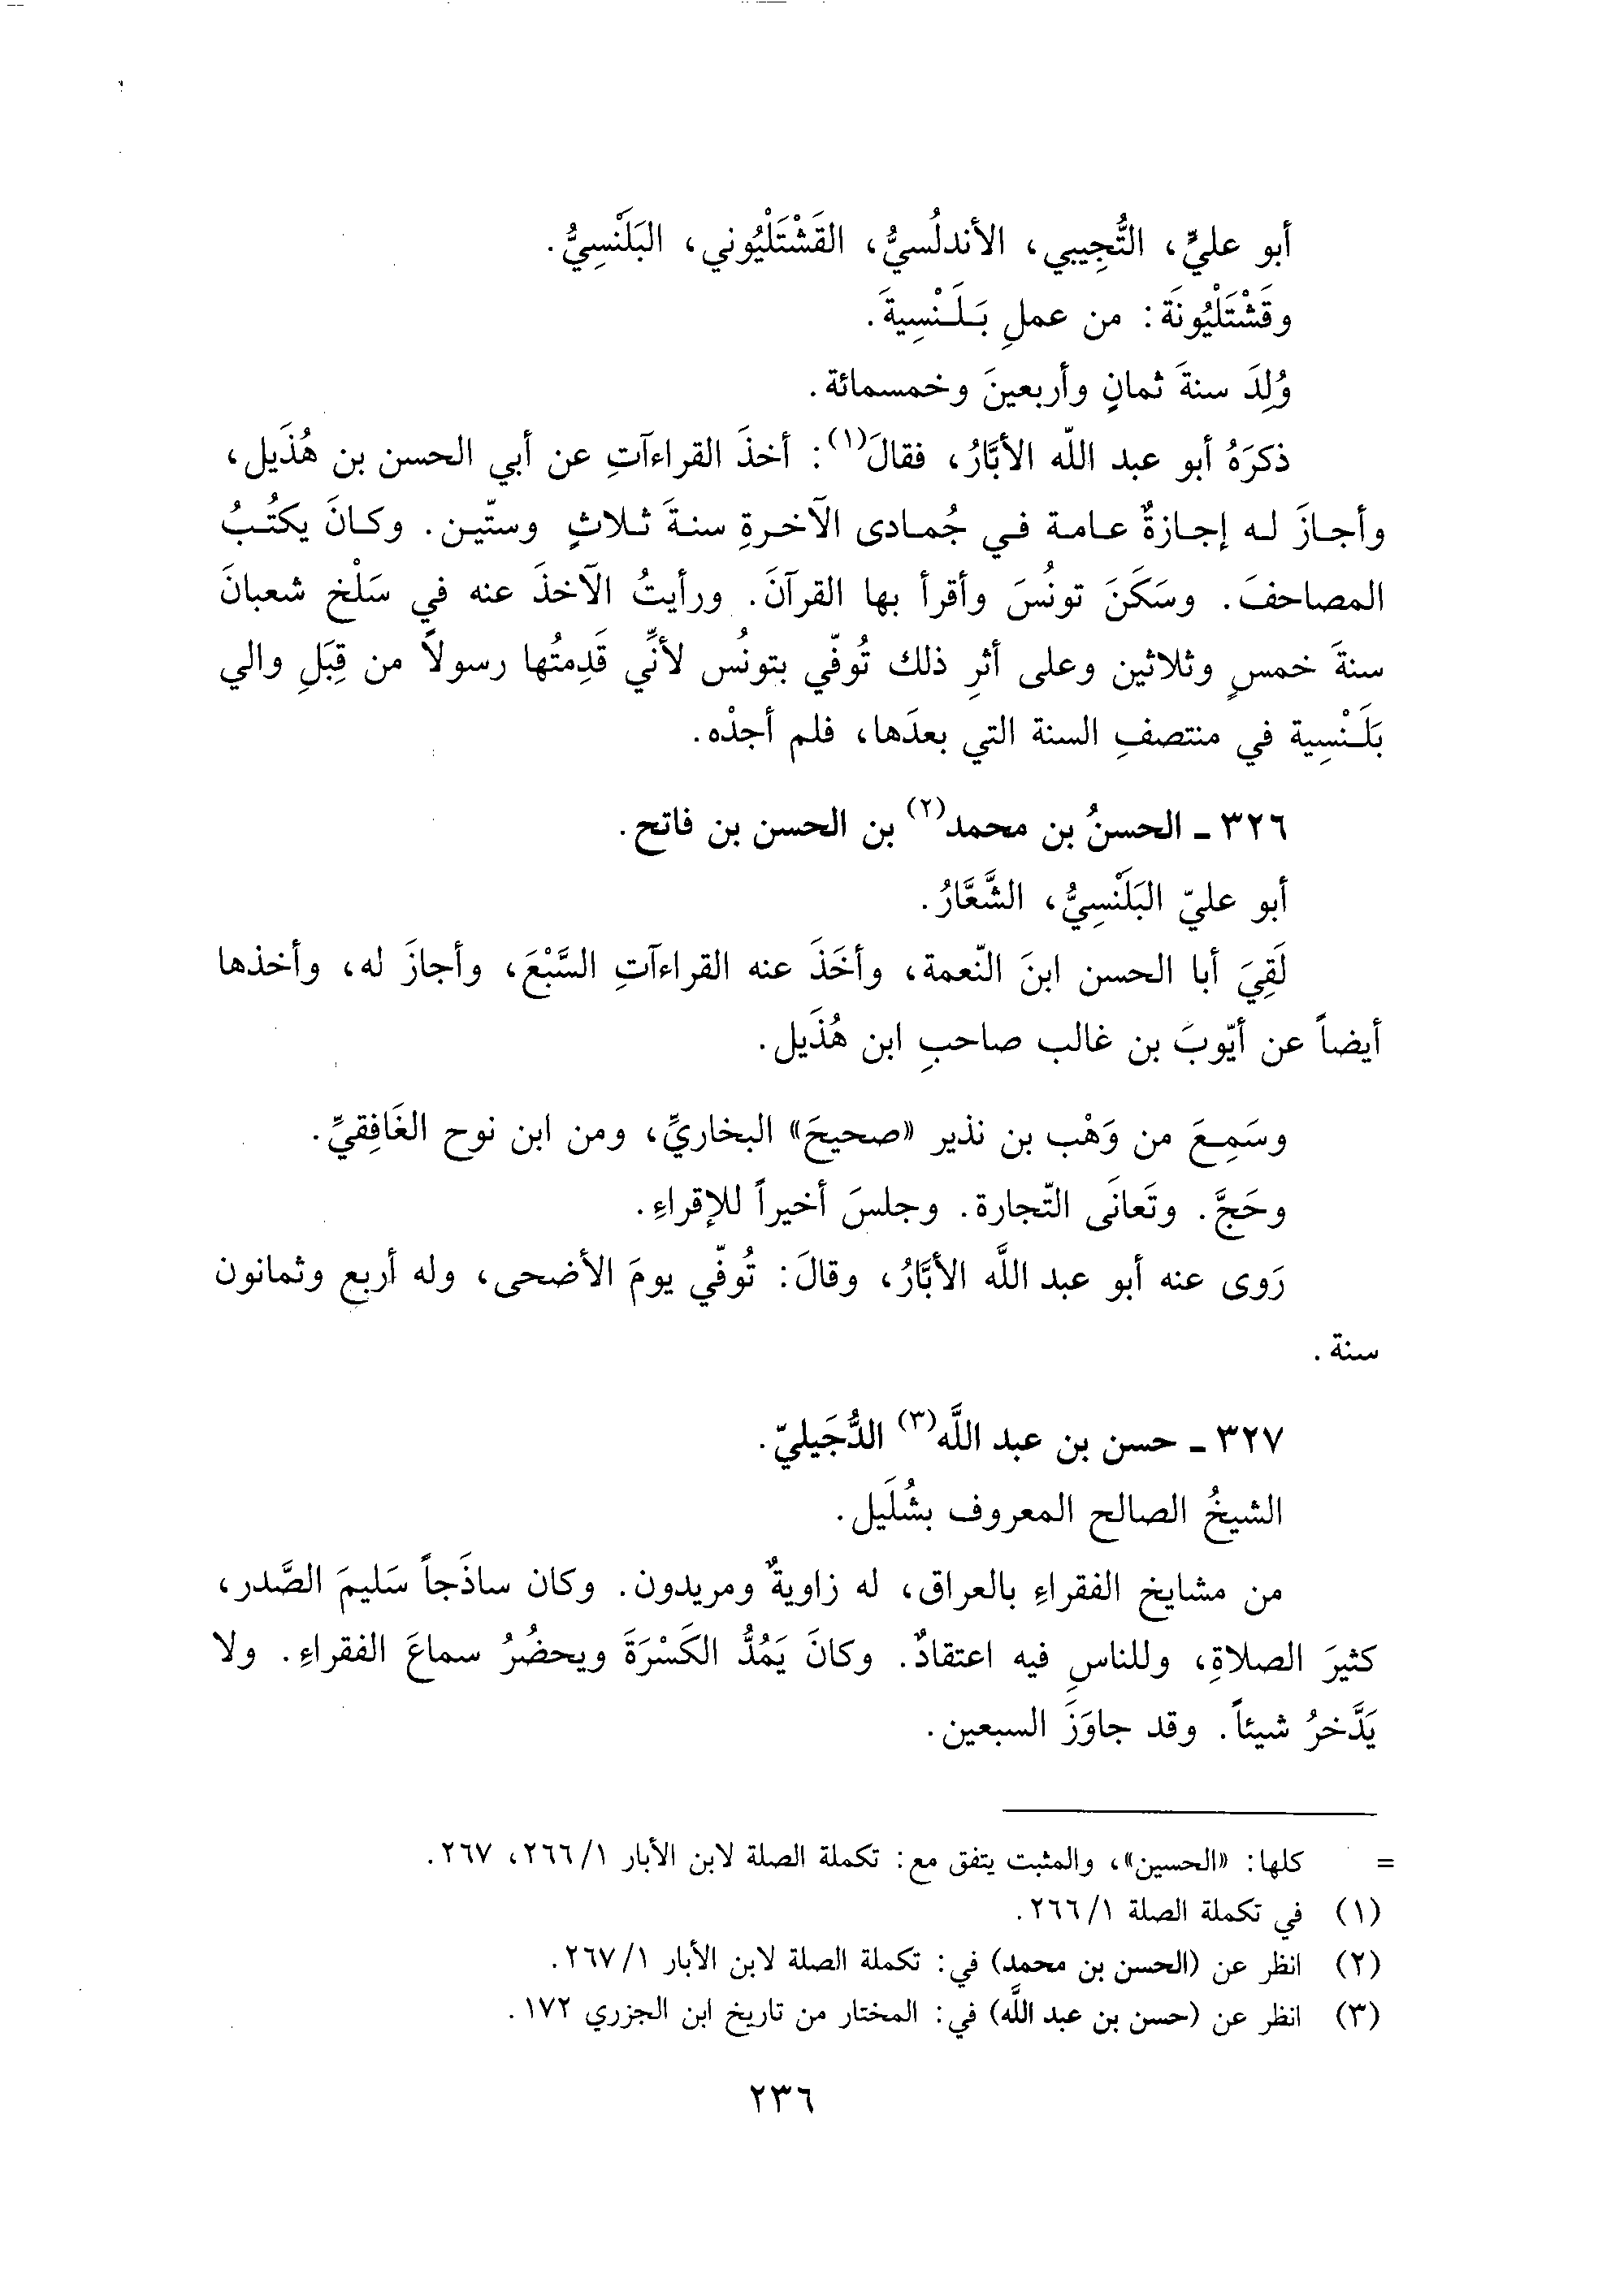 أبو عليٍّ، التُّجِيبي، الأندلُسيُّ، القَشْتَلْيُوني، البَلَنْسِيُّ.
وقَشْتَلْيُونَة: من عملِ بَـلَـنْسِيةَ.
وُلِدَ سنةَ ثمانٍ وأربعينَ وخمسمائة.
ذكرَهُ أبو عبد اللّه الأبَّارُ، فقالَ(١): أخذَ القراءآتِ عن أبي الحسن بن هُذَيل،
وأجازَ له إجازةٌ عامة في جُمادى الآخرةِ سنةَ ثلاثٍ وستّين. وكانَ يكتُبُ
المصاحفَ. وسَكَنَ تونُسَ وأقرأ بها القرآنَ. ورأيتُ الآخذَ عنه في سَلْخ شعبانَ
سنةَ خمسٍ وثلاثين وعلى أثرِ ذلك تُوفّي بتونُس لأنِّي قَدِمتُها رسولاً من قِبَلِ والي
بَلَـنْسِية في منتصفِ السنة التي بعدَها، فلم أجدْه.
٣٢٦ ـ الحسنُ بن محمد(٢) بن الحسن بن فاتح.
أبو عليّ البَلَنْسِيُّ، الشَّعَّارُ.
لَقِيَ أبا الحسن ابنَ النّعمة، وأخَذَ عنه القراءآتِ السَّبْعَ، وأجازَ له، وأخذها
أيضاً عن أيّوبَ بن غالب صاحبِ ابن هُذَيل.
وسَمِعَ من وَهْب بن نذير «صحيحَ» البخاريِّ، ومن ابن نوح الغَافِقيِّ.
وحَجَّ. وتَعانَى التّجارة. وجلسَ أخيراً للإقراءِ.
رَوى عنه أبو عبد اللَّه الأبَّارُ، وقالَ: تُوفّي يومَ الأضحى، وله أربع وثمانون
سنة.
٣٢٧ ـ حسن بن عبد اللَّه(٣) الدُّجَيليّ.
الشيخُ الصالح المعروف بشُلَيل.
من مشايخ الفقراءِ بالعراق، له زاويةٌ ومريدون. وكان ساذَجاً سَليمَ الصَّدر،
كثيرَ الصلاةِ، وللناسِ فيه اعتقادٌ. وكانَ يَمُدُّ الكَسْرَةَ ويحضُرُ سماعَ الفقراءِ. ولا
يَدَّخرُ شيئاً. وقد جاوَزَ السبعين.
= كلها: «الحسين»، والمثبت يتفق مع: تكملة الصلة لابن الأبار ١/٢٦٦، ٢٦٧.
(١) في تكملة الصلة ١/٢٦٦.
(٢) انظر عن (الحسن بن محمد) في: تكملة الصلة لابن الأبار ١/٢٦٧.
(٣) انظر عن (حسن بن عبد اللَّه) في: المختار من تاريخ ابن الجزري ١٧٢.
٢٣٦